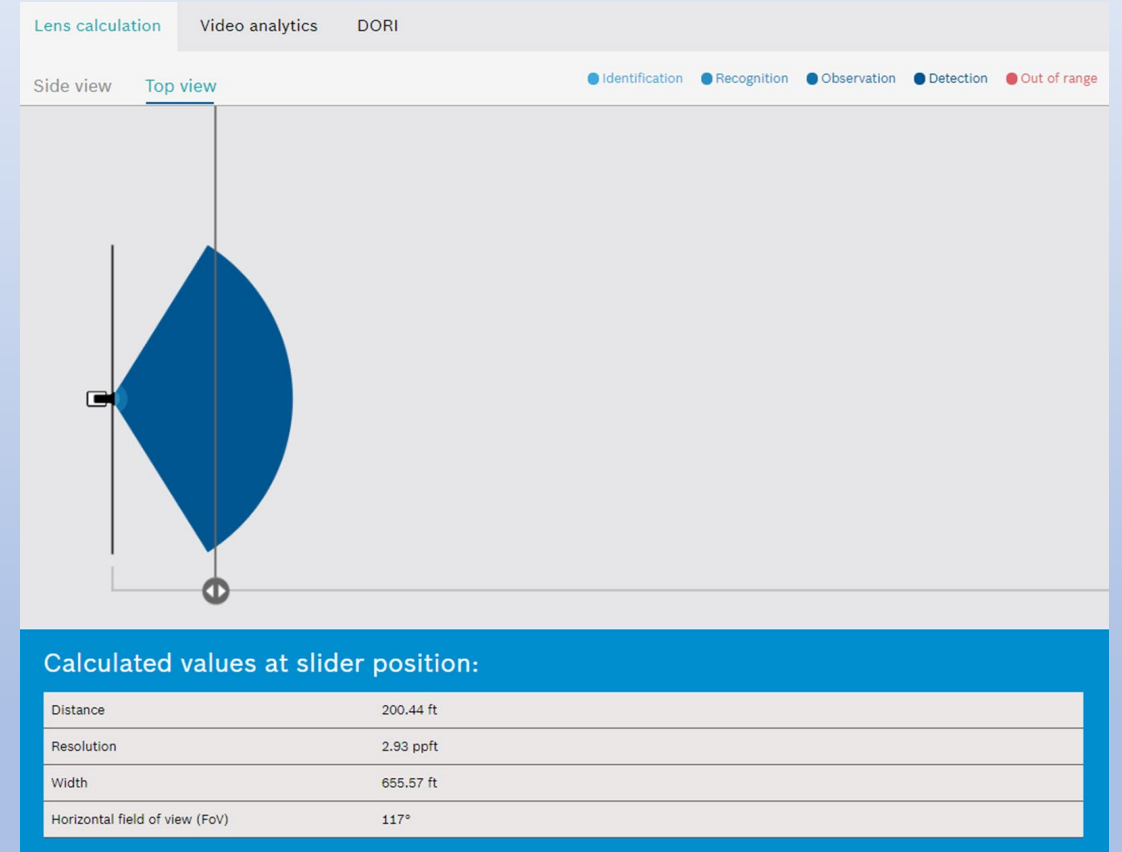 Lens calculation Video analytics DORI
Side view Top view Identification Recognition Observation Detection Out of range
Calculated values at slider position:
Distance 200.44 ft
Resolution 2.93 ppft
Width 655.57 ft
Horizontal field of view (FoV) 117°